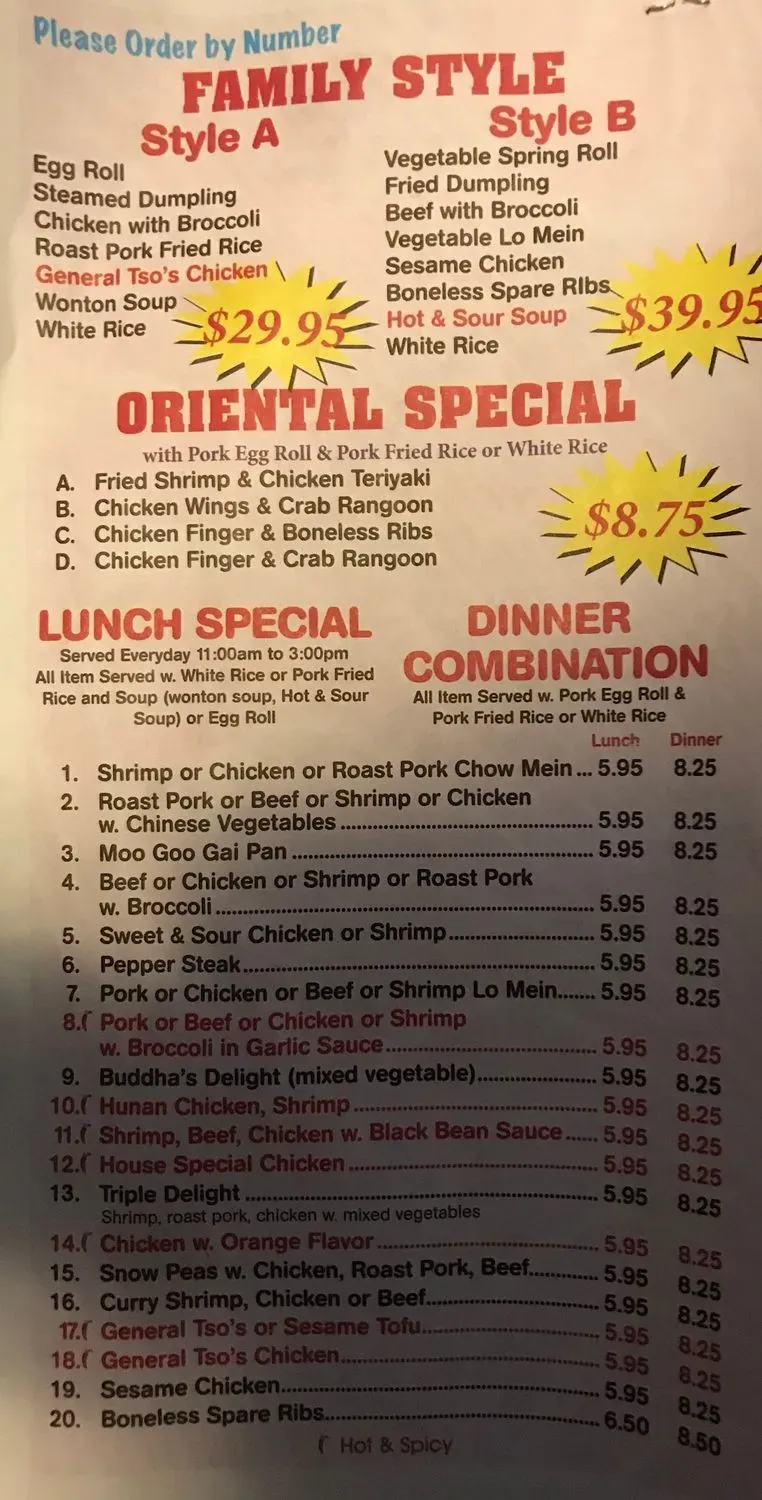 Please Order by Number
FAMILY STYLE
Style A
Egg Roll
Steamed Dumpling
Chicken with Broccoli
Roast Pork Fried Rice
General Tso's Chicken
Wonton Soup
White Rice
$29.95
Style B
Vegetable Spring Roll
Fried Dumpling
Beef with Broccoli
Vegetable Lo Mein
Sesame Chicken
Boneless Spare RIbs
Hot & Sour Soup
White Rice
$39.95
ORIENTAL SPECIAL
with Pork Egg Roll & Pork Fried Rice or White Rice
A. Fried Shrimp & Chicken Teriyaki
B. Chicken Wings & Crab Rangoon
C. Chicken Finger & Boneless Ribs
D. Chicken Finger & Crab Rangoon
$8.75
LUNCH SPECIAL
Served Everyday 11:00am to 3:00pm
All Item Served w. White Rice or Pork Fried
Rice and Soup (wonton soup, Hot & Sour
Soup) or Egg Roll
DINNER
COMBINATION
All Item Served w. Pork Egg Roll &
Pork Fried Rice or White Rice
Lunch Dinner
1. Shrimp or Chicken or Roast Pork Chow Mein ... 5.95 8.25
2. Roast Pork or Beef or Shrimp or Chicken
w. Chinese Vegetables ... 5.95 8.25
3. Moo Goo Gai Pan ... 5.95 8.25
4. Beef or Chicken or Shrimp or Roast Pork
w. Broccoli ... 5.95 8.25
5. Sweet & Sour Chicken or Shrimp ... 5.95 8.25
6. Pepper Steak ... 5.95 8.25
7. Pork or Chicken or Beef or Shrimp Lo Mein ... 5.95 8.25
8. Pork or Beef or Chicken or Shrimp
w. Broccoli in Garlic Sauce ... 5.95 8.25
9. Buddha's Delight (mixed vegetable) ... 5.95 8.25
10. Hunan Chicken, Shrimp ... 5.95 8.25
11. Shrimp, Beef, Chicken w. Black Bean Sauce ... 5.95 8.25
12. House Special Chicken ... 5.95 8.25
13. Triple Delight ... 5.95 8.25
Shrimp, roast pork, chicken w. mixed vegetables
14. Chicken w. Orange Flavor ... 5.95 8.25
15. Snow Peas w. Chicken, Roast Pork, Beef ... 5.95 8.25
16. Curry Shrimp, Chicken or Beef ... 5.95 8.25
17. General Tso's or Sesame Tofu ... 5.95 8.25
18. General Tso's Chicken ... 5.95 8.25
19. Sesame Chicken ... 5.95 8.25
20. Boneless Spare Ribs ... 6.50 8.50
Hot & Spicy